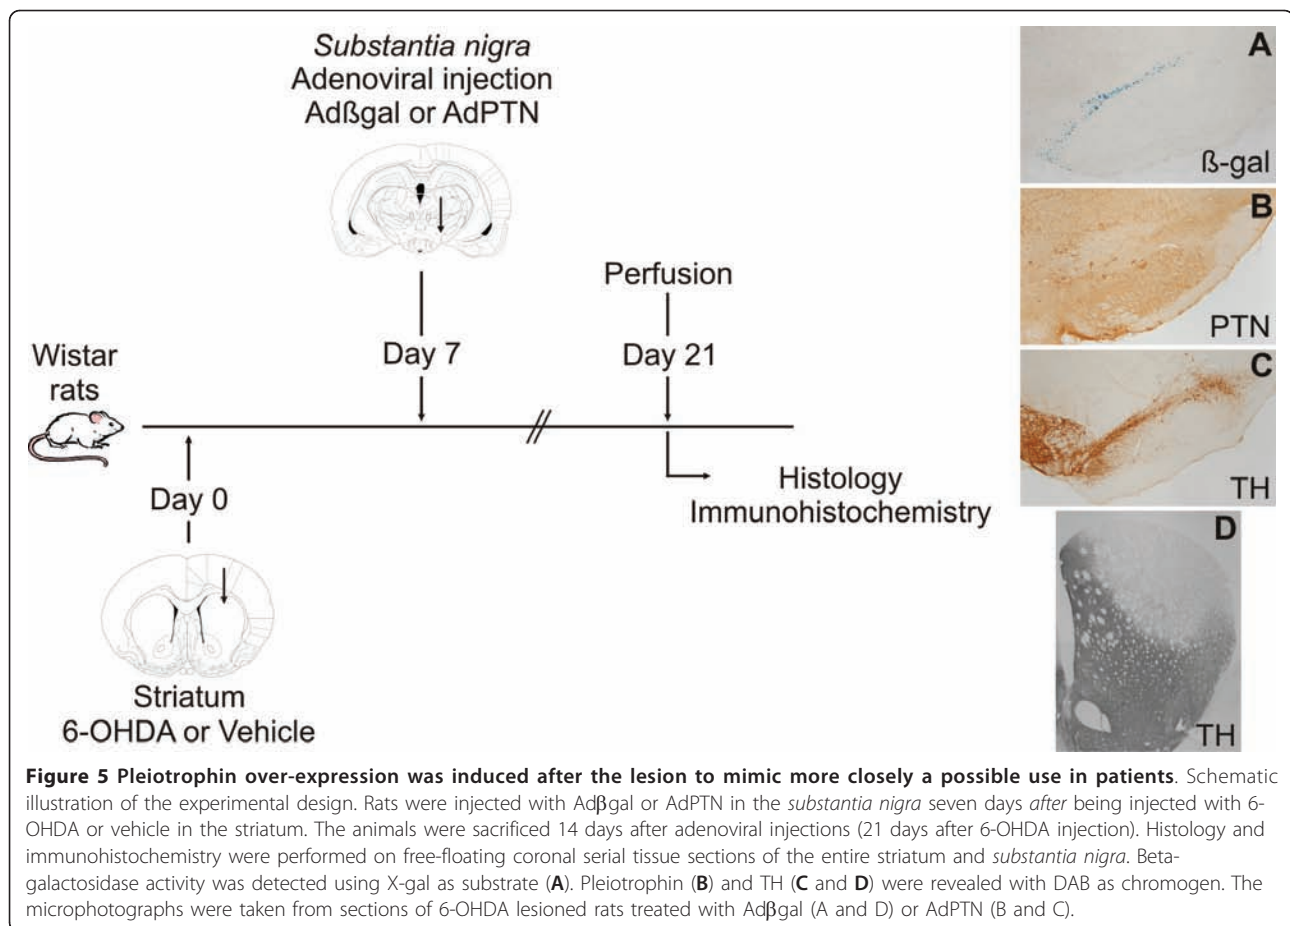 Substantia nigra
Adenoviral injection
Adßgal or AdPTN
Day 7
Perfusion
Day 21
Wistar
rats
Day 0
Striatum
6-OHDA or Vehicle
Histology
Immunohistochemistry
A
ß-gal
B
PTN
C
TH
D
TH
Figure 5 Pleiotrophin over-expression was induced after the lesion to mimic more closely a possible use in patients. Schematic
illustration of the experimental design. Rats were injected with Adβgal or AdPTN in the substantia nigra seven days after being injected with 6-
OHDA or vehicle in the striatum. The animals were sacrificed 14 days after adenoviral injections (21 days after 6-OHDA injection). Histology and
immunohistochemistry were performed on free-floating coronal serial tissue sections of the entire striatum and substantia nigra. Beta-
galactosidase activity was detected using X-gal as substrate (A). Pleiotrophin (B) and TH (C and D) were revealed with DAB as chromogen. The
microphotographs were taken from sections of 6-OHDA lesioned rats treated with Adβgal (A and D) or AdPTN (B and C).